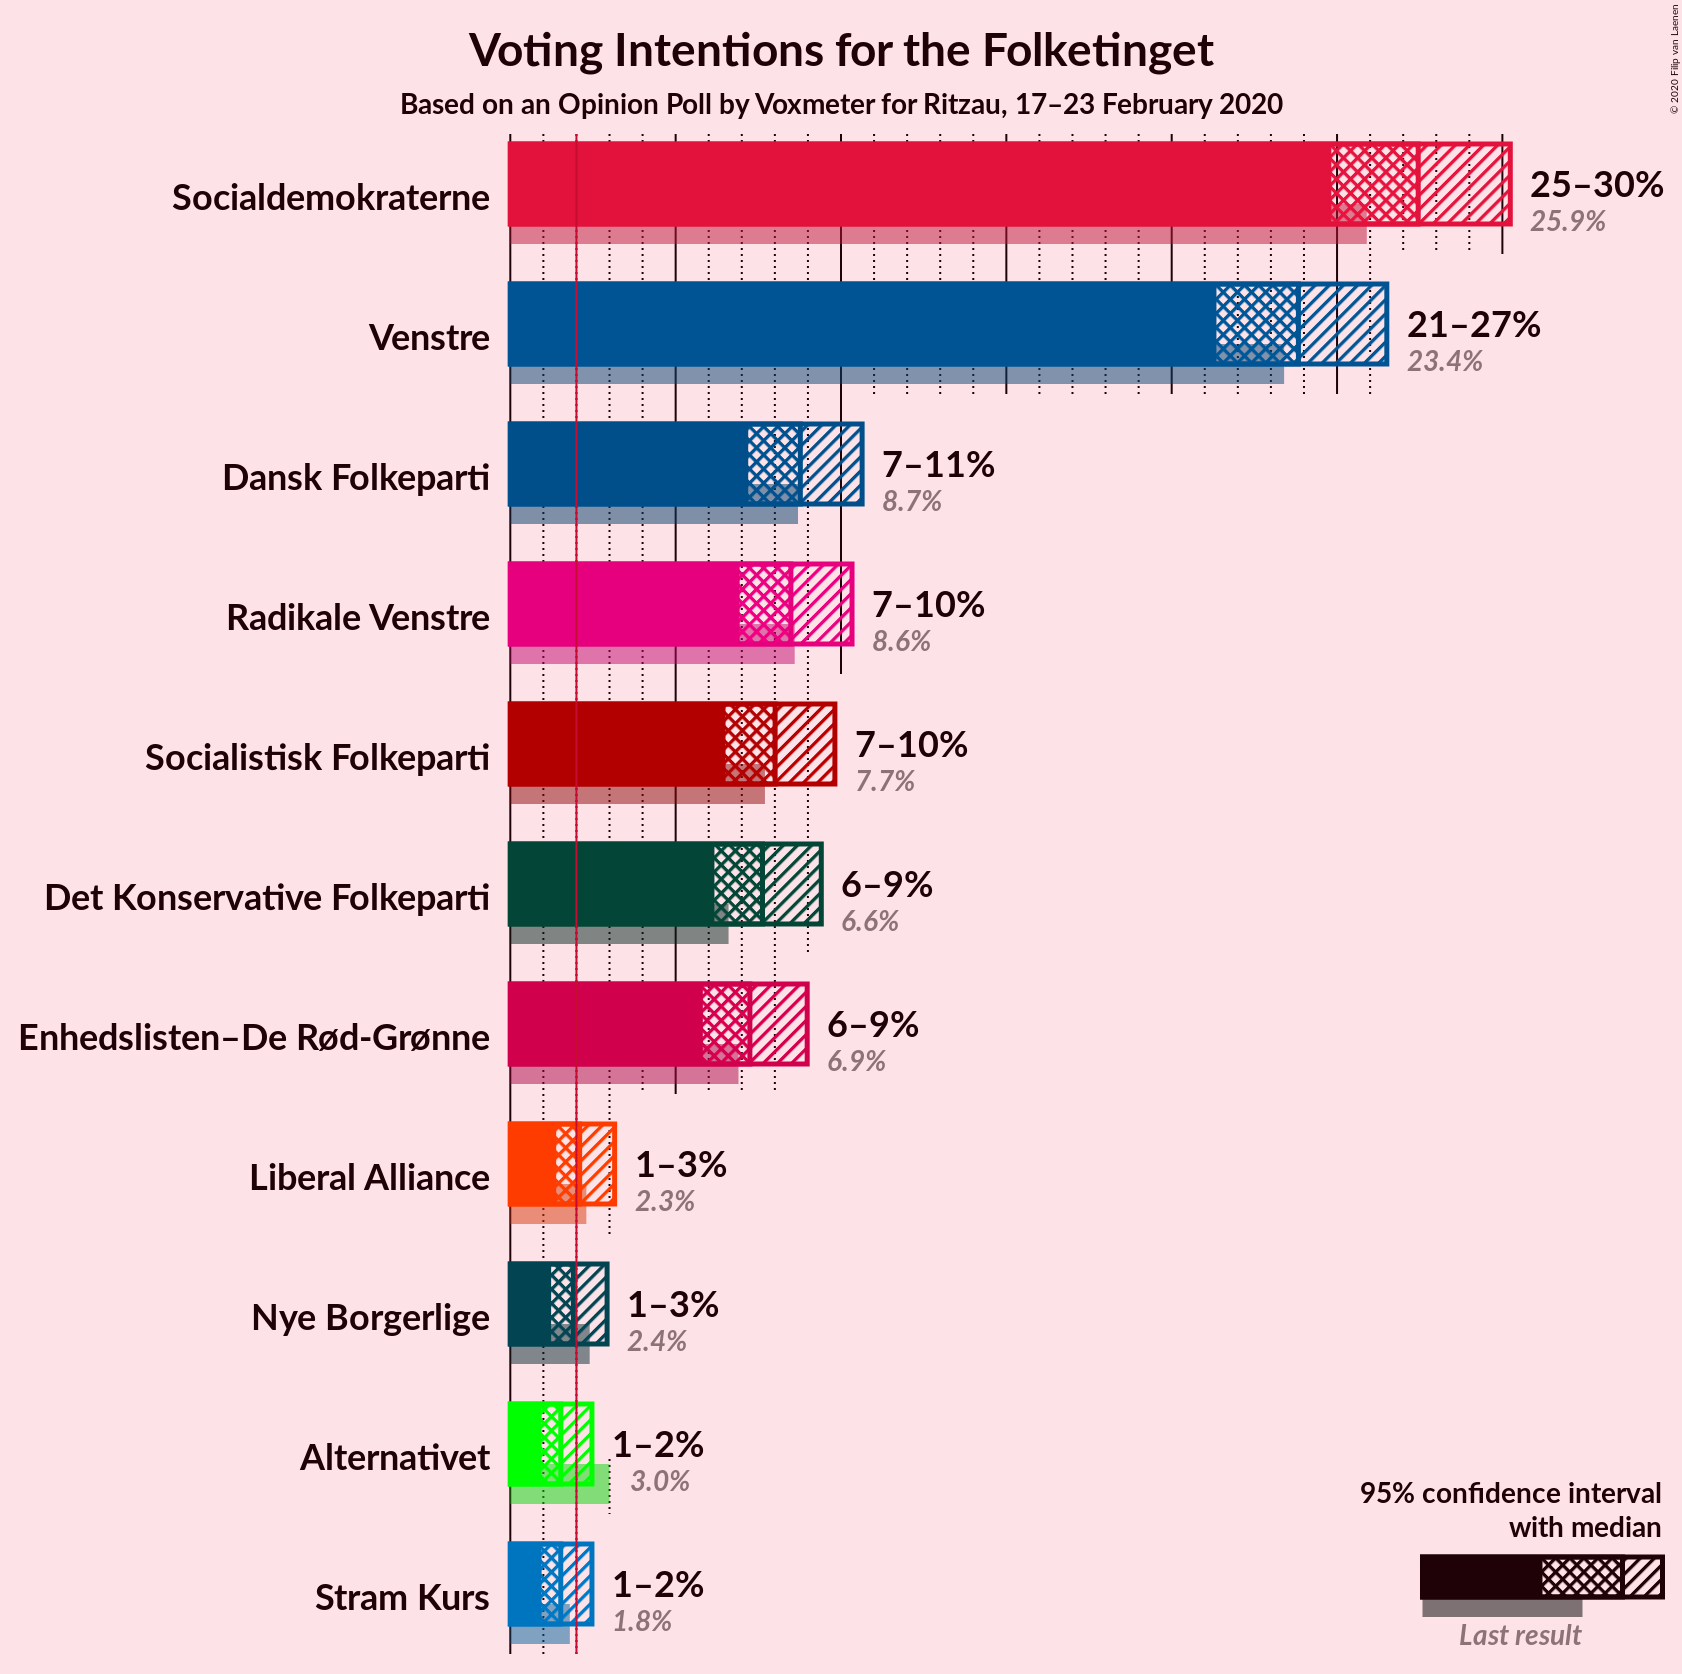 Voting Intentions for the Folketinget
Based on an Opinion Poll by Voxmeter for Ritzau, 17–23 February 2020
© 2020 Filip van Laenen
Socialdemokraterne
25–30%
25.9%
Venstre
21–27%
23.4%
Dansk Folkeparti
7–11%
8.7%
Radikale Venstre
7–10%
8.6%
Socialistisk Folkeparti
7–10%
7.7%
Det Konservative Folkeparti
6–9%
6.6%
Enhedslisten–De Rød-Grønne
6–9%
6.9%
Liberal Alliance
1–3%
2.3%
Nye Borgerlige
1–3%
2.4%
Alternativet
1–2%
3.0%
Stram Kurs
1–2%
1.8%
95% confidence interval
with median
Last result